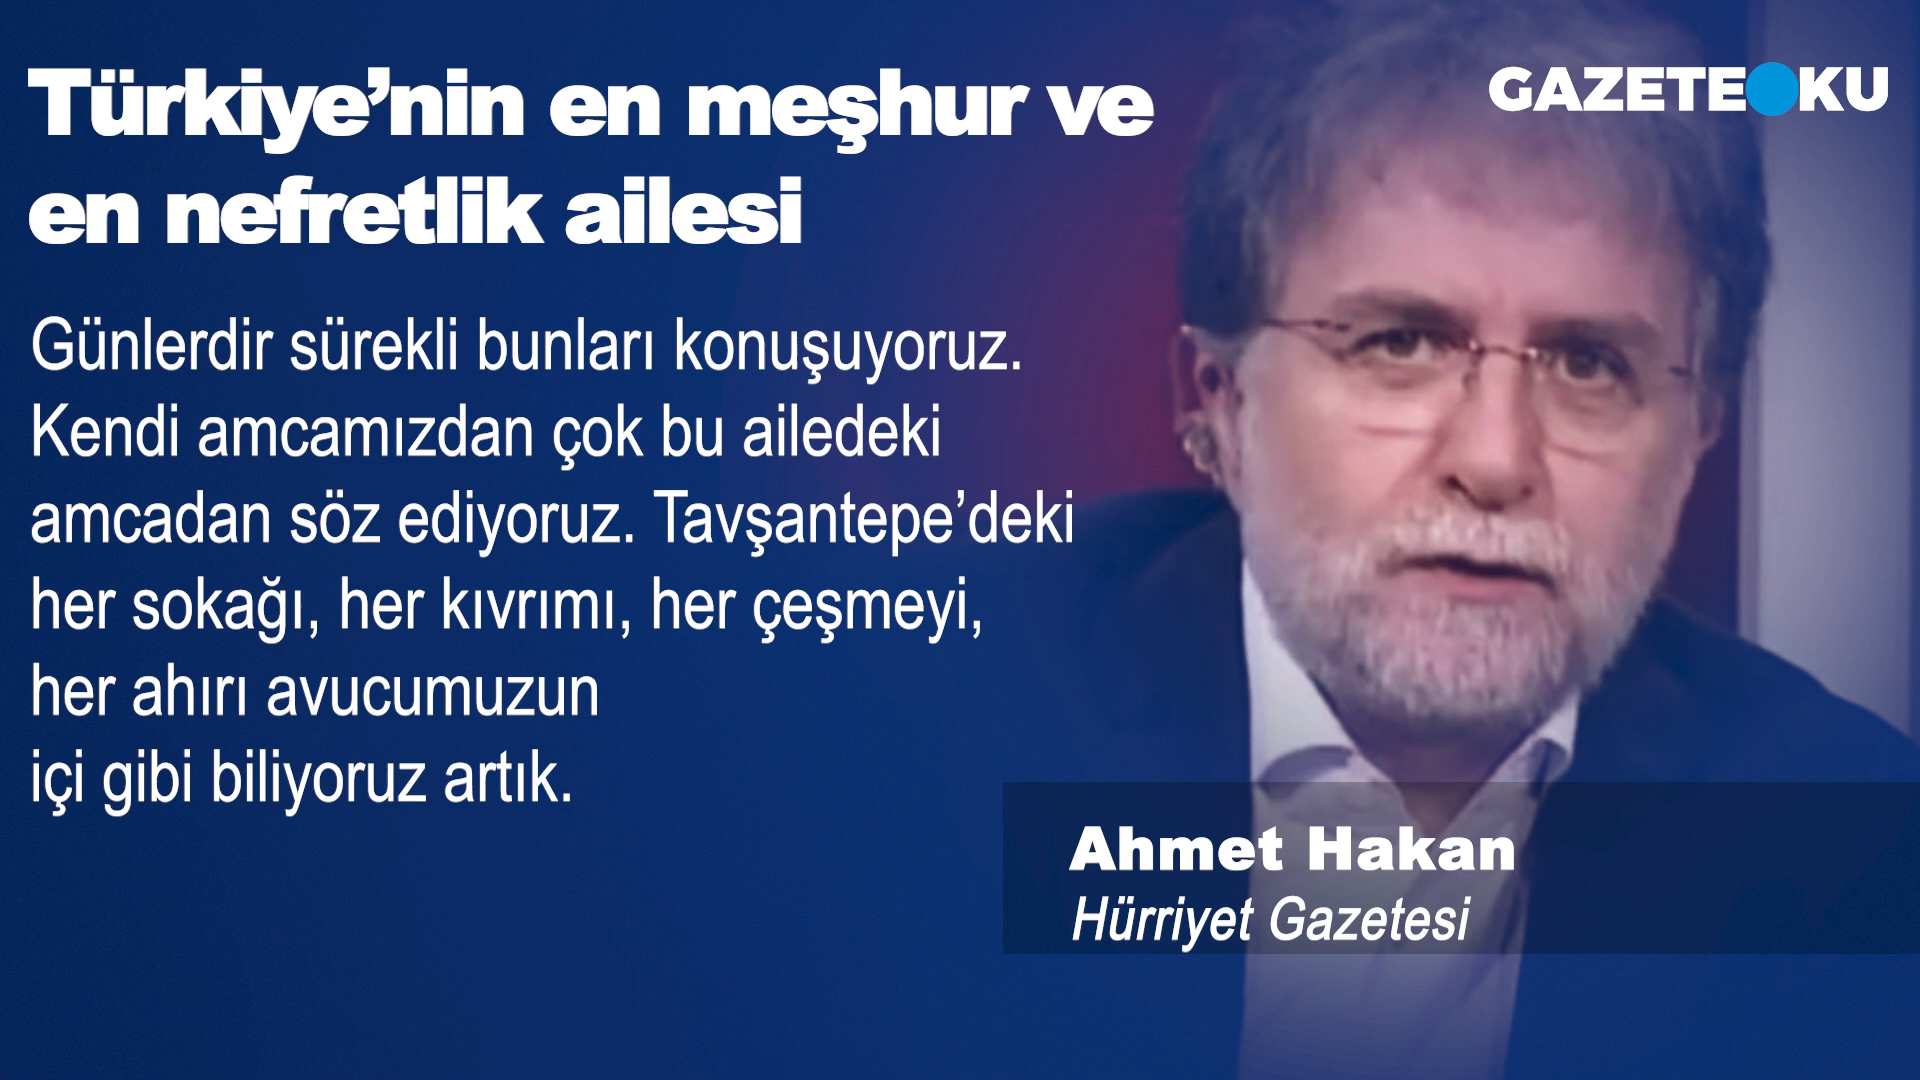 Türkiye’nin en meşhur ve
en nefretlik ailesi
GAZETE KU
Günlerdir sürekli bunları konuşuyoruz.
Kendi amcamızdan çok bu ailedeki
amcadan söz ediyoruz. Tavşantepe’deki
her sokağı, her kıvrımı, her çeşmeyi,
her ahırı avucumuzun
içi gibi biliyoruz artık.
Ahmet Hakan
Hürriyet Gazetesi